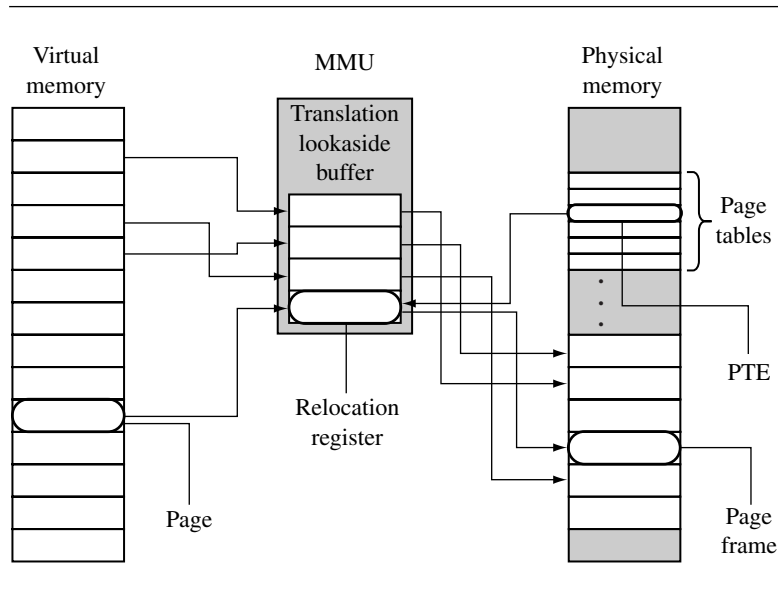 Virtual
memory
MMU
Physical
memory
Translation
lookaside
buffer
Page
tables
PTE
Relocation
register
Page
Page
frame